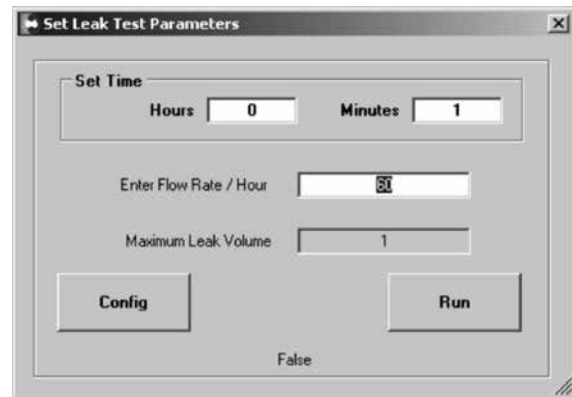 Set Leak Test Parameters
Set Time
Hours 0 Minutes 1
Enter Flow Rate / Hour 60
Maximum Leak Volume 1
Config Run
False